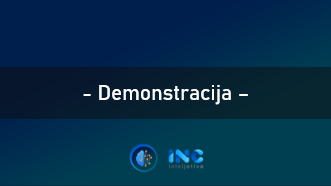 - Demonstracija –
INC
inicijativa